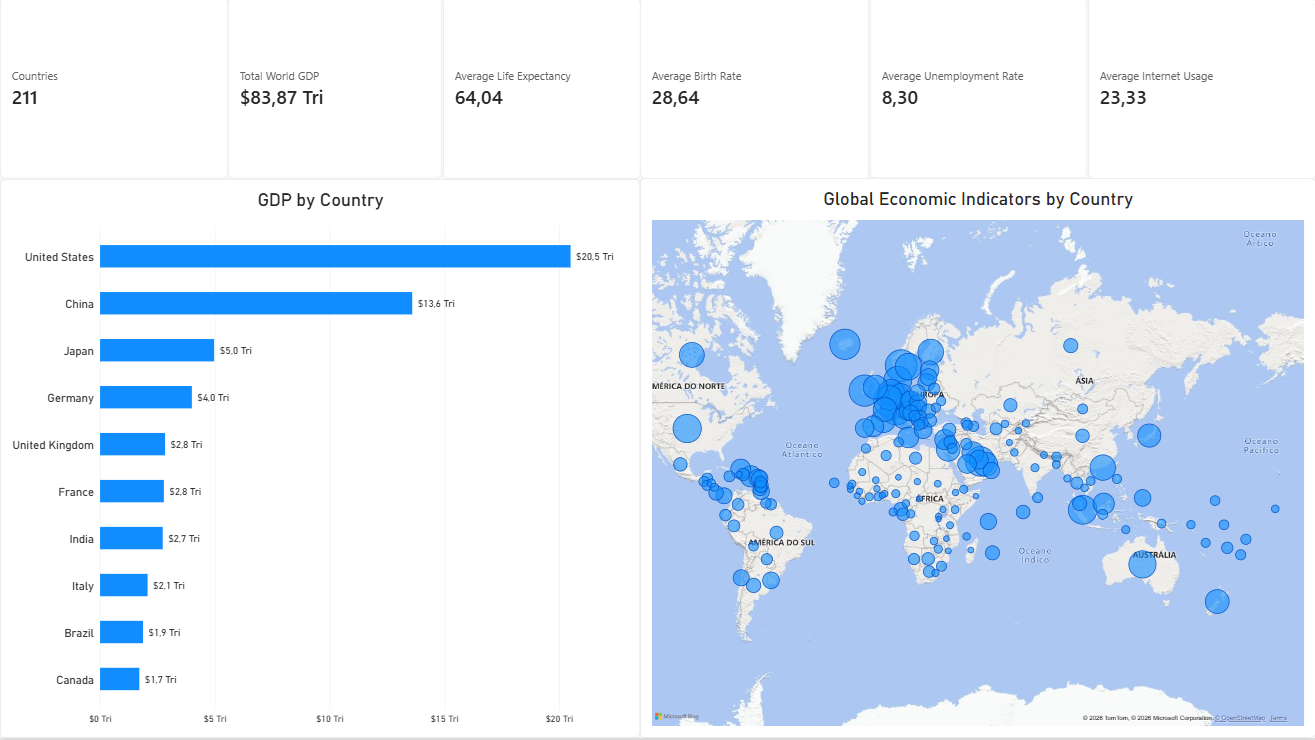 Countries
211
Total World GDP
$83,87 Tri
Average Life Expectancy
64,04
Average Birth Rate
28,64
Average Unemployment Rate
8,30
Average Internet Usage
23,33
GDP by Country
United States
$20,5 Tri
China
$13,6 Tri
Japan
$5,0 Tri
Germany
$4,0 Tri
United Kingdom
$2,8 Tri
France
$2,8 Tri
India
$2,7 Tri
Italy
$2,1 Tri
Brazil
$1,9 Tri
Canada
$1,7 Tri
$0 Tri
$5 Tri
$10 Tri
$15 Tri
$20 Tri
Global Economic Indicators by Country
Oceano
Ártico
MÉRICA DO NORTE
ROPA
ÁSIA
Oceano
Atlântico
Oceano
Pacífico
ÁFRICA
AMÉRICA DO SUL
Oceano
Índico
AUSTRÁLIA
Microsoft Bing
© 2026 TomTom, © 2026 Microsoft Corporation, © OpenStreetMap Terms